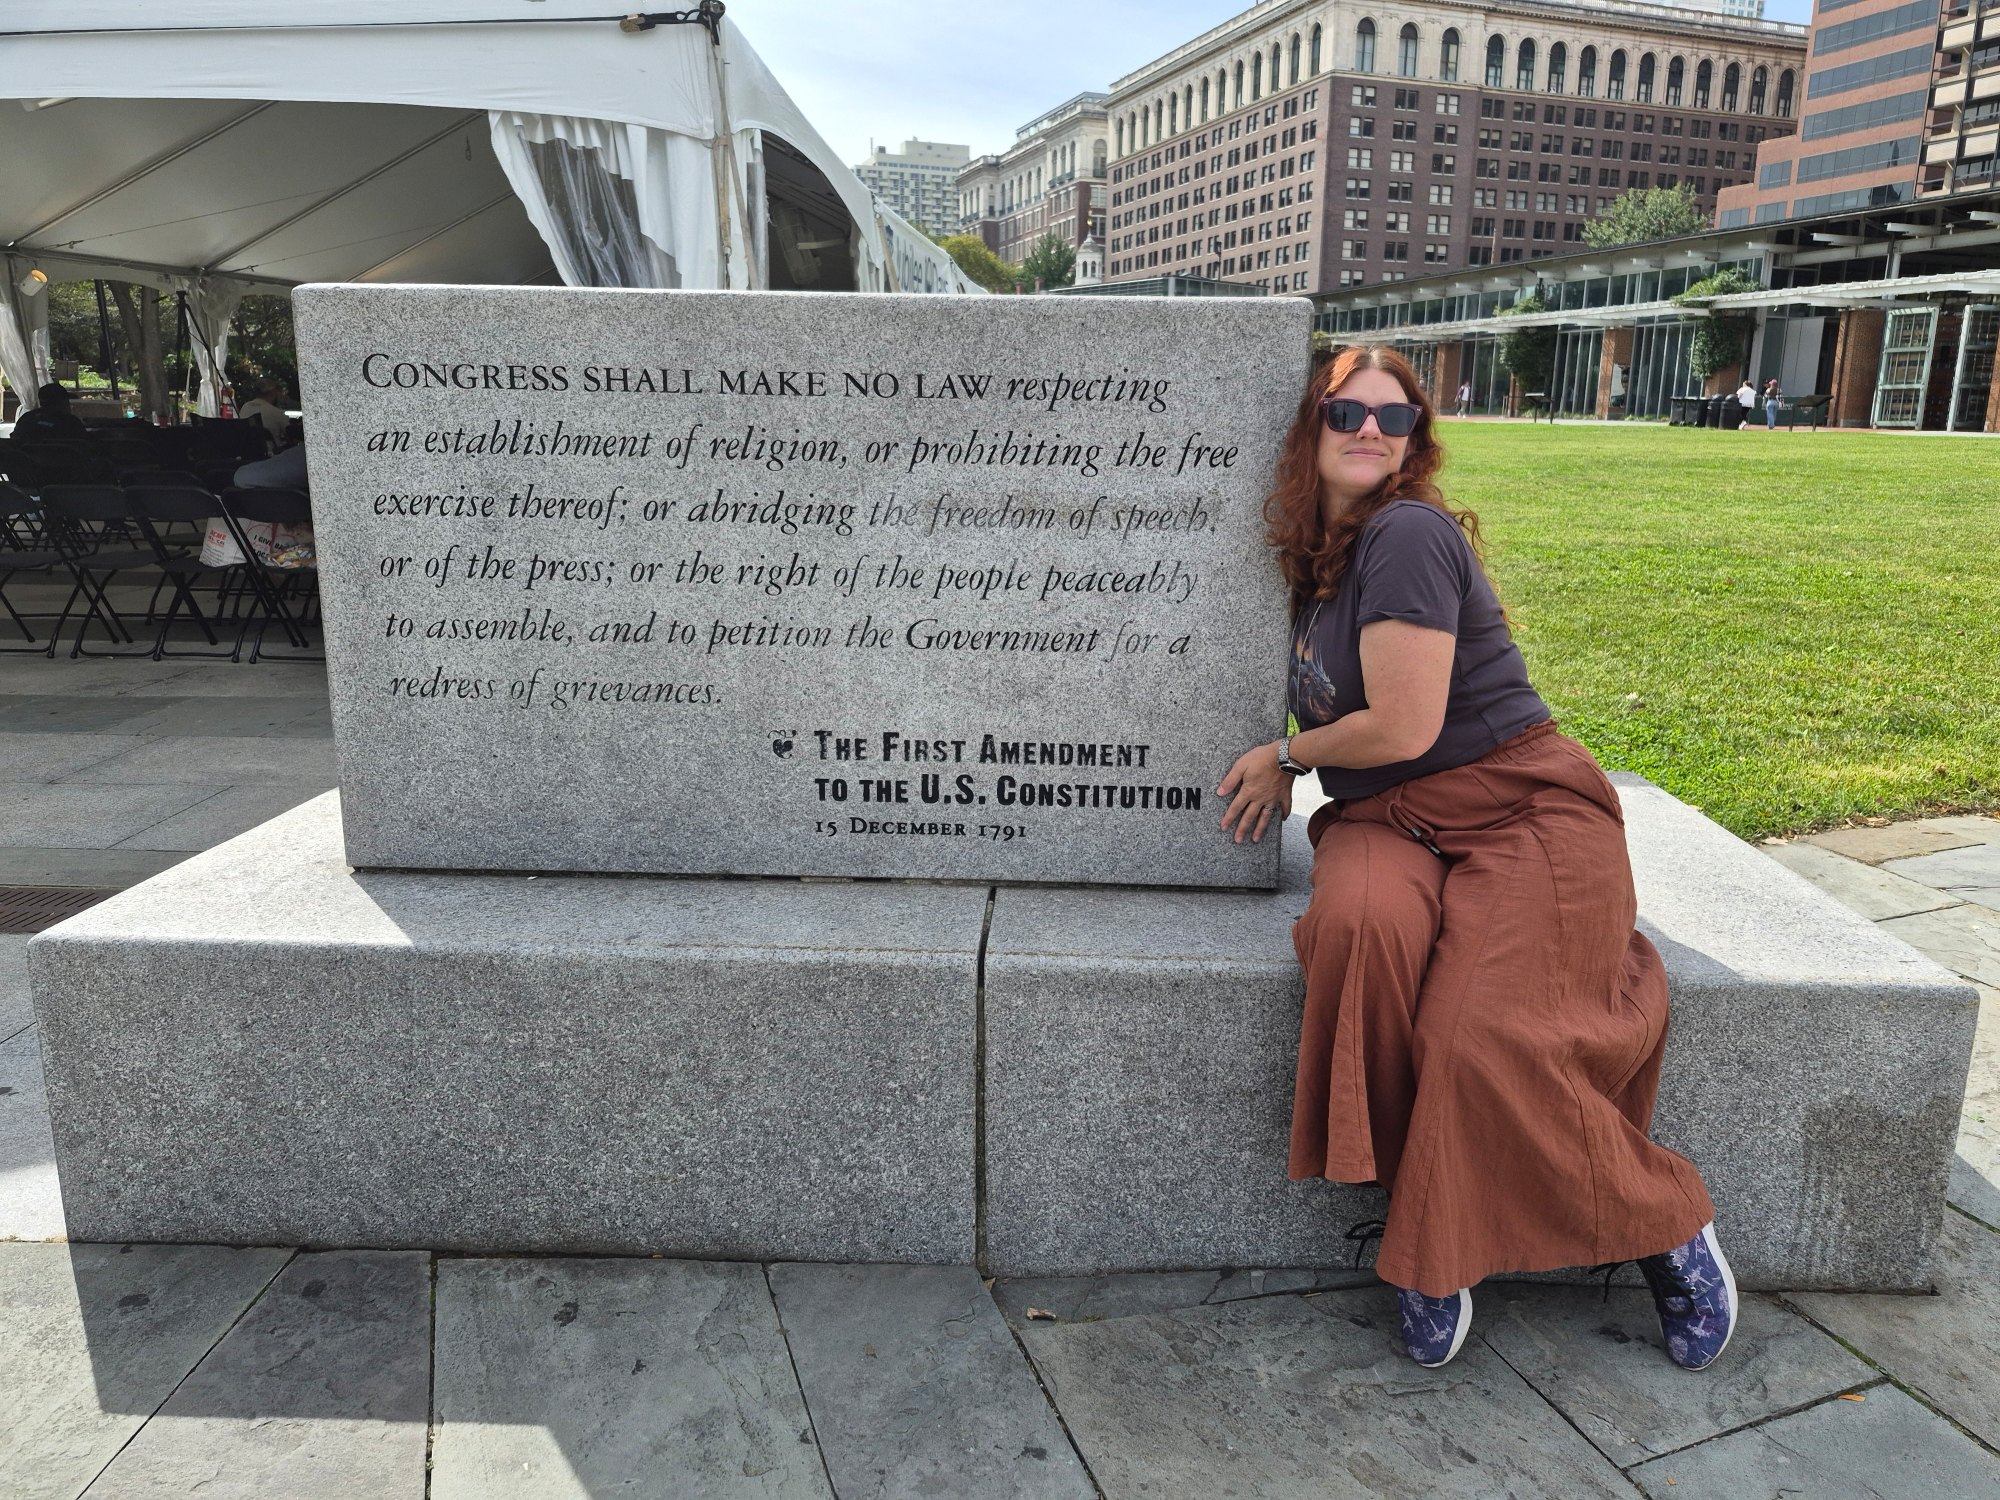 CONGRESS SHALL MAKE NO LAW respecting
an establishment of religion, or prohibiting the free
exercise thereof; or abridging the freedom of speech,
or of the press; or the right of the people peaceably
to assemble, and to petition the Government for a
redress of grievances.
THE FIRST AMENDMENT
TO THE U.S. CONSTITUTION
15 DECEMBER 1791
ACME
I GIVE